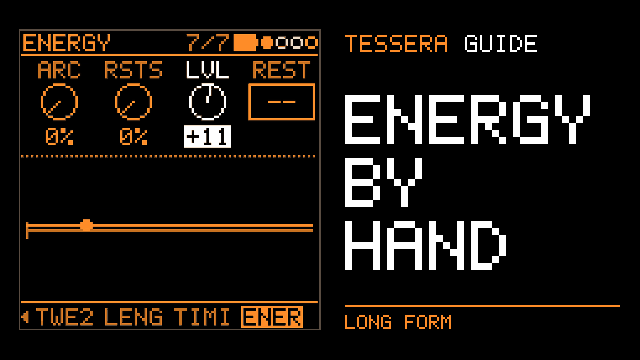 ENERGY 7/7
ARC RSTS LVL REST
0% 0% +11 --
TWE2 LENG TIMI ENER
TESSERA GUIDE
ENERGY
BY
HAND
LONG FORM